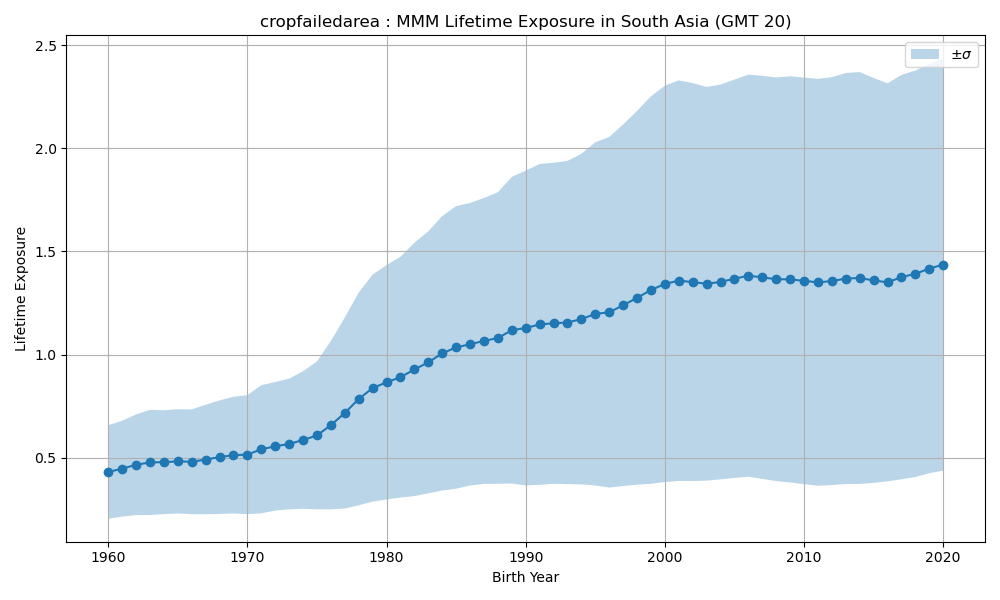 cropfailedarea : MMM Lifetime Exposure in South Asia (GMT 20)
±σ
2.5
2.0
1.5
1.0
0.5
Lifetime Exposure
1960 1970 1980 1990 2000 2010 2020
Birth Year